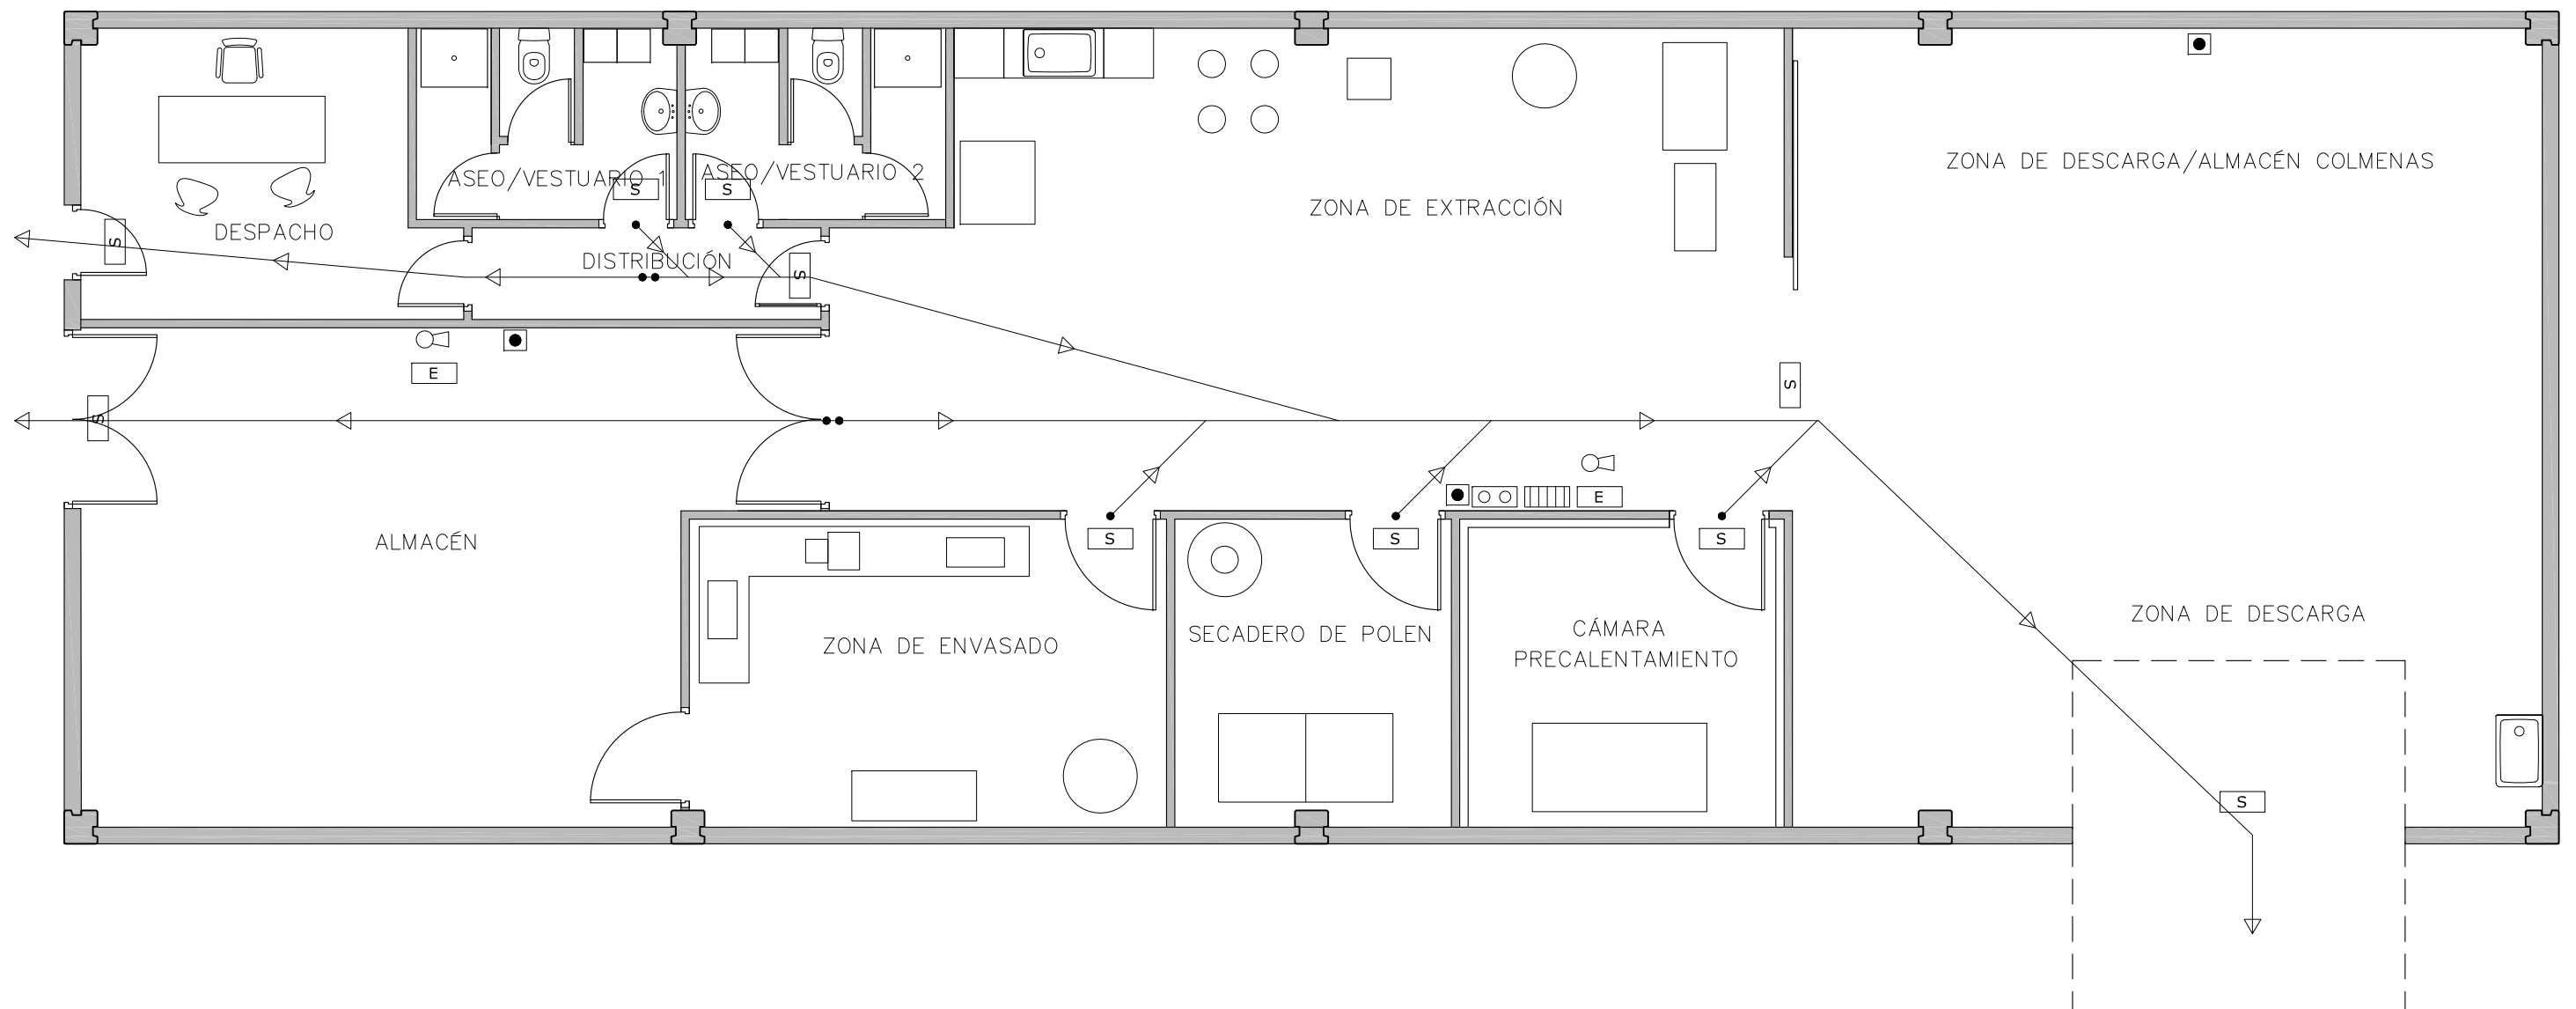 ASEO/VESTUARIO 1
ASEO/VESTUARIO 2
ZONA DE DESCARGA/ALMACÉN COLMENAS
S
S
ZONA DE EXTRACCIÓN
DESPACHO
S
DISTRIBUCIÓN
S
E
S
S
E
ALMACÉN
S
S
S
ZONA DE DESCARGA
CÁMARA
PRECALENTAMIENTO
SECADERO DE POLEN
ZONA DE ENVASADO
S